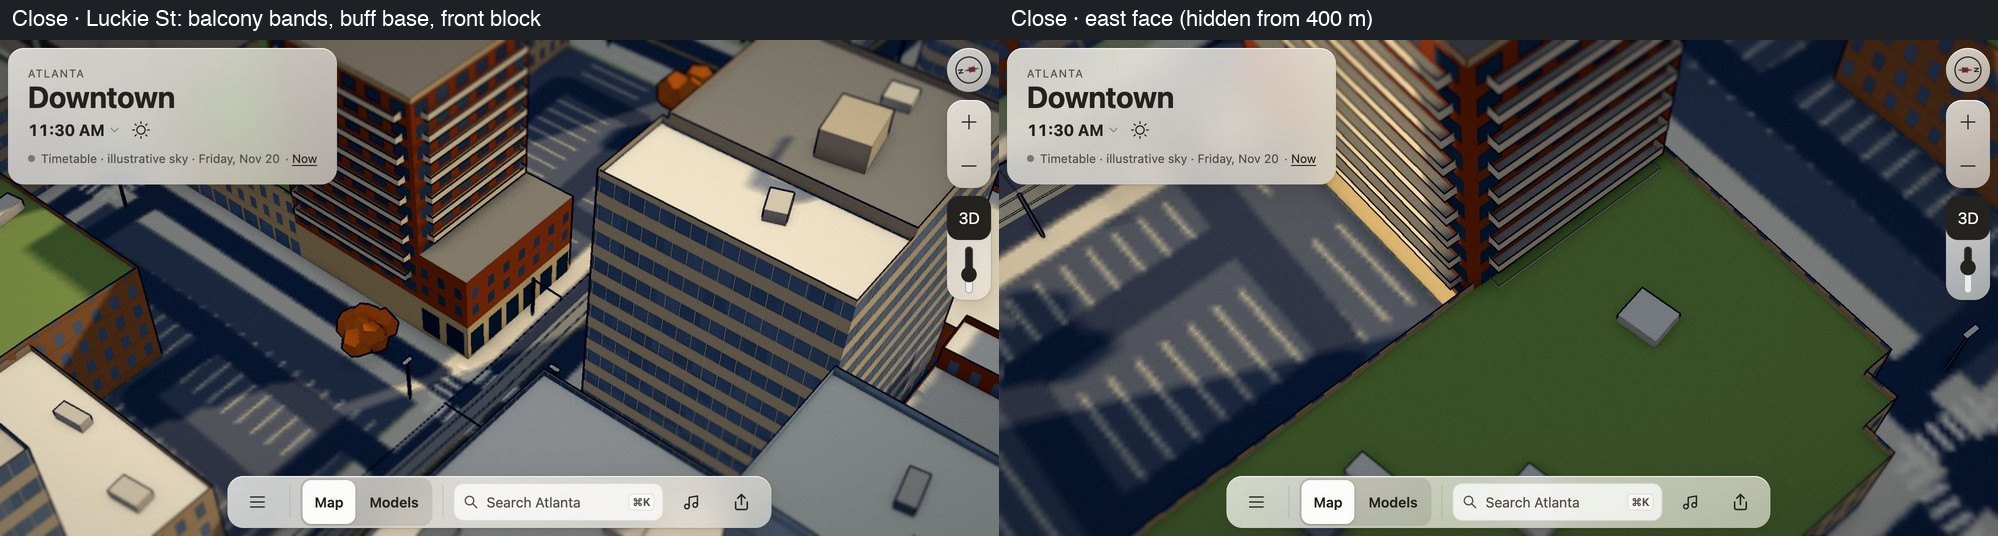 Close · Luckie St: balcony bands, buff base, front block
ATLANTA
Downtown
11:30 AM
Timetable · illustrative sky · Friday, Nov 20 · Now
N
+
−
3D
Map Models Search Atlanta ⌘K
Close · east face (hidden from 400 m)
ATLANTA
Downtown
11:30 AM
Timetable · illustrative sky · Friday, Nov 20 · Now
N
+
−
3D
Map Models Search Atlanta ⌘K